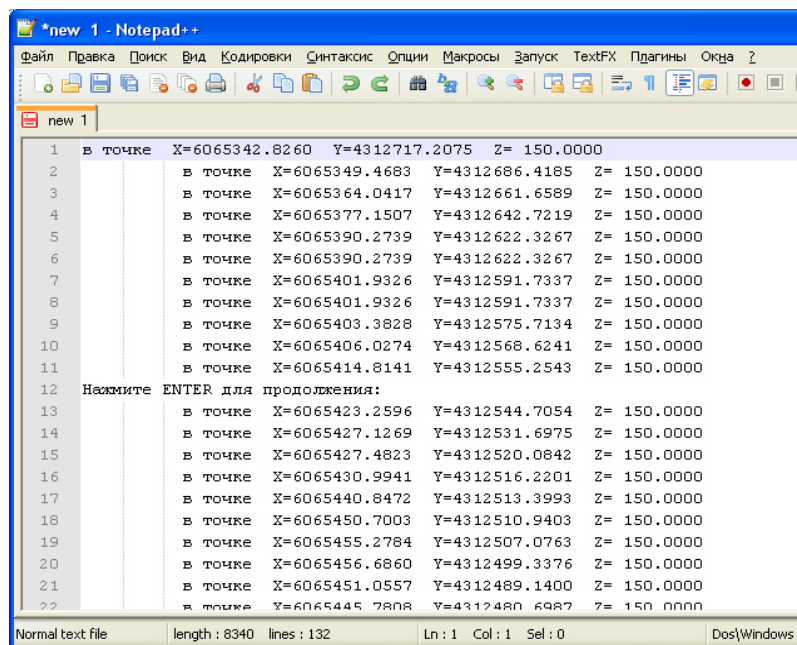 *new 1 - Notepad++
Файл Правка Поиск Вид Кодировки Синтаксис Опции Макросы Запуск TextFX Плагины Окна ?
new 1
1 в точке X=6065342.8260 Y=4312717.2075 Z= 150.0000
2 в точке X=6065349.4683 Y=4312686.4185 Z= 150.0000
3 в точке X=6065364.0417 Y=4312661.6589 Z= 150.0000
4 в точке X=6065377.1507 Y=4312642.7219 Z= 150.0000
5 в точке X=6065390.2739 Y=4312622.3267 Z= 150.0000
6 в точке X=6065390.2739 Y=4312622.3267 Z= 150.0000
7 в точке X=6065401.9326 Y=4312591.7337 Z= 150.0000
8 в точке X=6065401.9326 Y=4312591.7337 Z= 150.0000
9 в точке X=6065403.3828 Y=4312575.7134 Z= 150.0000
10 в точке X=6065406.0274 Y=4312568.6241 Z= 150.0000
11 в точке X=6065414.8141 Y=4312555.2543 Z= 150.0000
12 Нажмите ENTER для продолжения:
13 в точке X=6065423.2596 Y=4312544.7054 Z= 150.0000
14 в точке X=6065427.1269 Y=4312531.6975 Z= 150.0000
15 в точке X=6065427.4823 Y=4312520.0842 Z= 150.0000
16 в точке X=6065430.9941 Y=4312516.2201 Z= 150.0000
17 в точке X=6065440.8472 Y=4312513.3993 Z= 150.0000
18 в точке X=6065450.7003 Y=4312510.9403 Z= 150.0000
19 в точке X=6065455.2784 Y=4312507.0763 Z= 150.0000
20 в точке X=6065456.6860 Y=4312499.3376 Z= 150.0000
21 в точке X=6065451.0557 Y=4312489.1400 Z= 150.0000
22 в точке X=6065445.7808 Y=4312480.6987 Z= 150.0000
Normal text file length : 8340 lines : 132 Ln : 1 Col : 1 Sel : 0 Dos\Windows